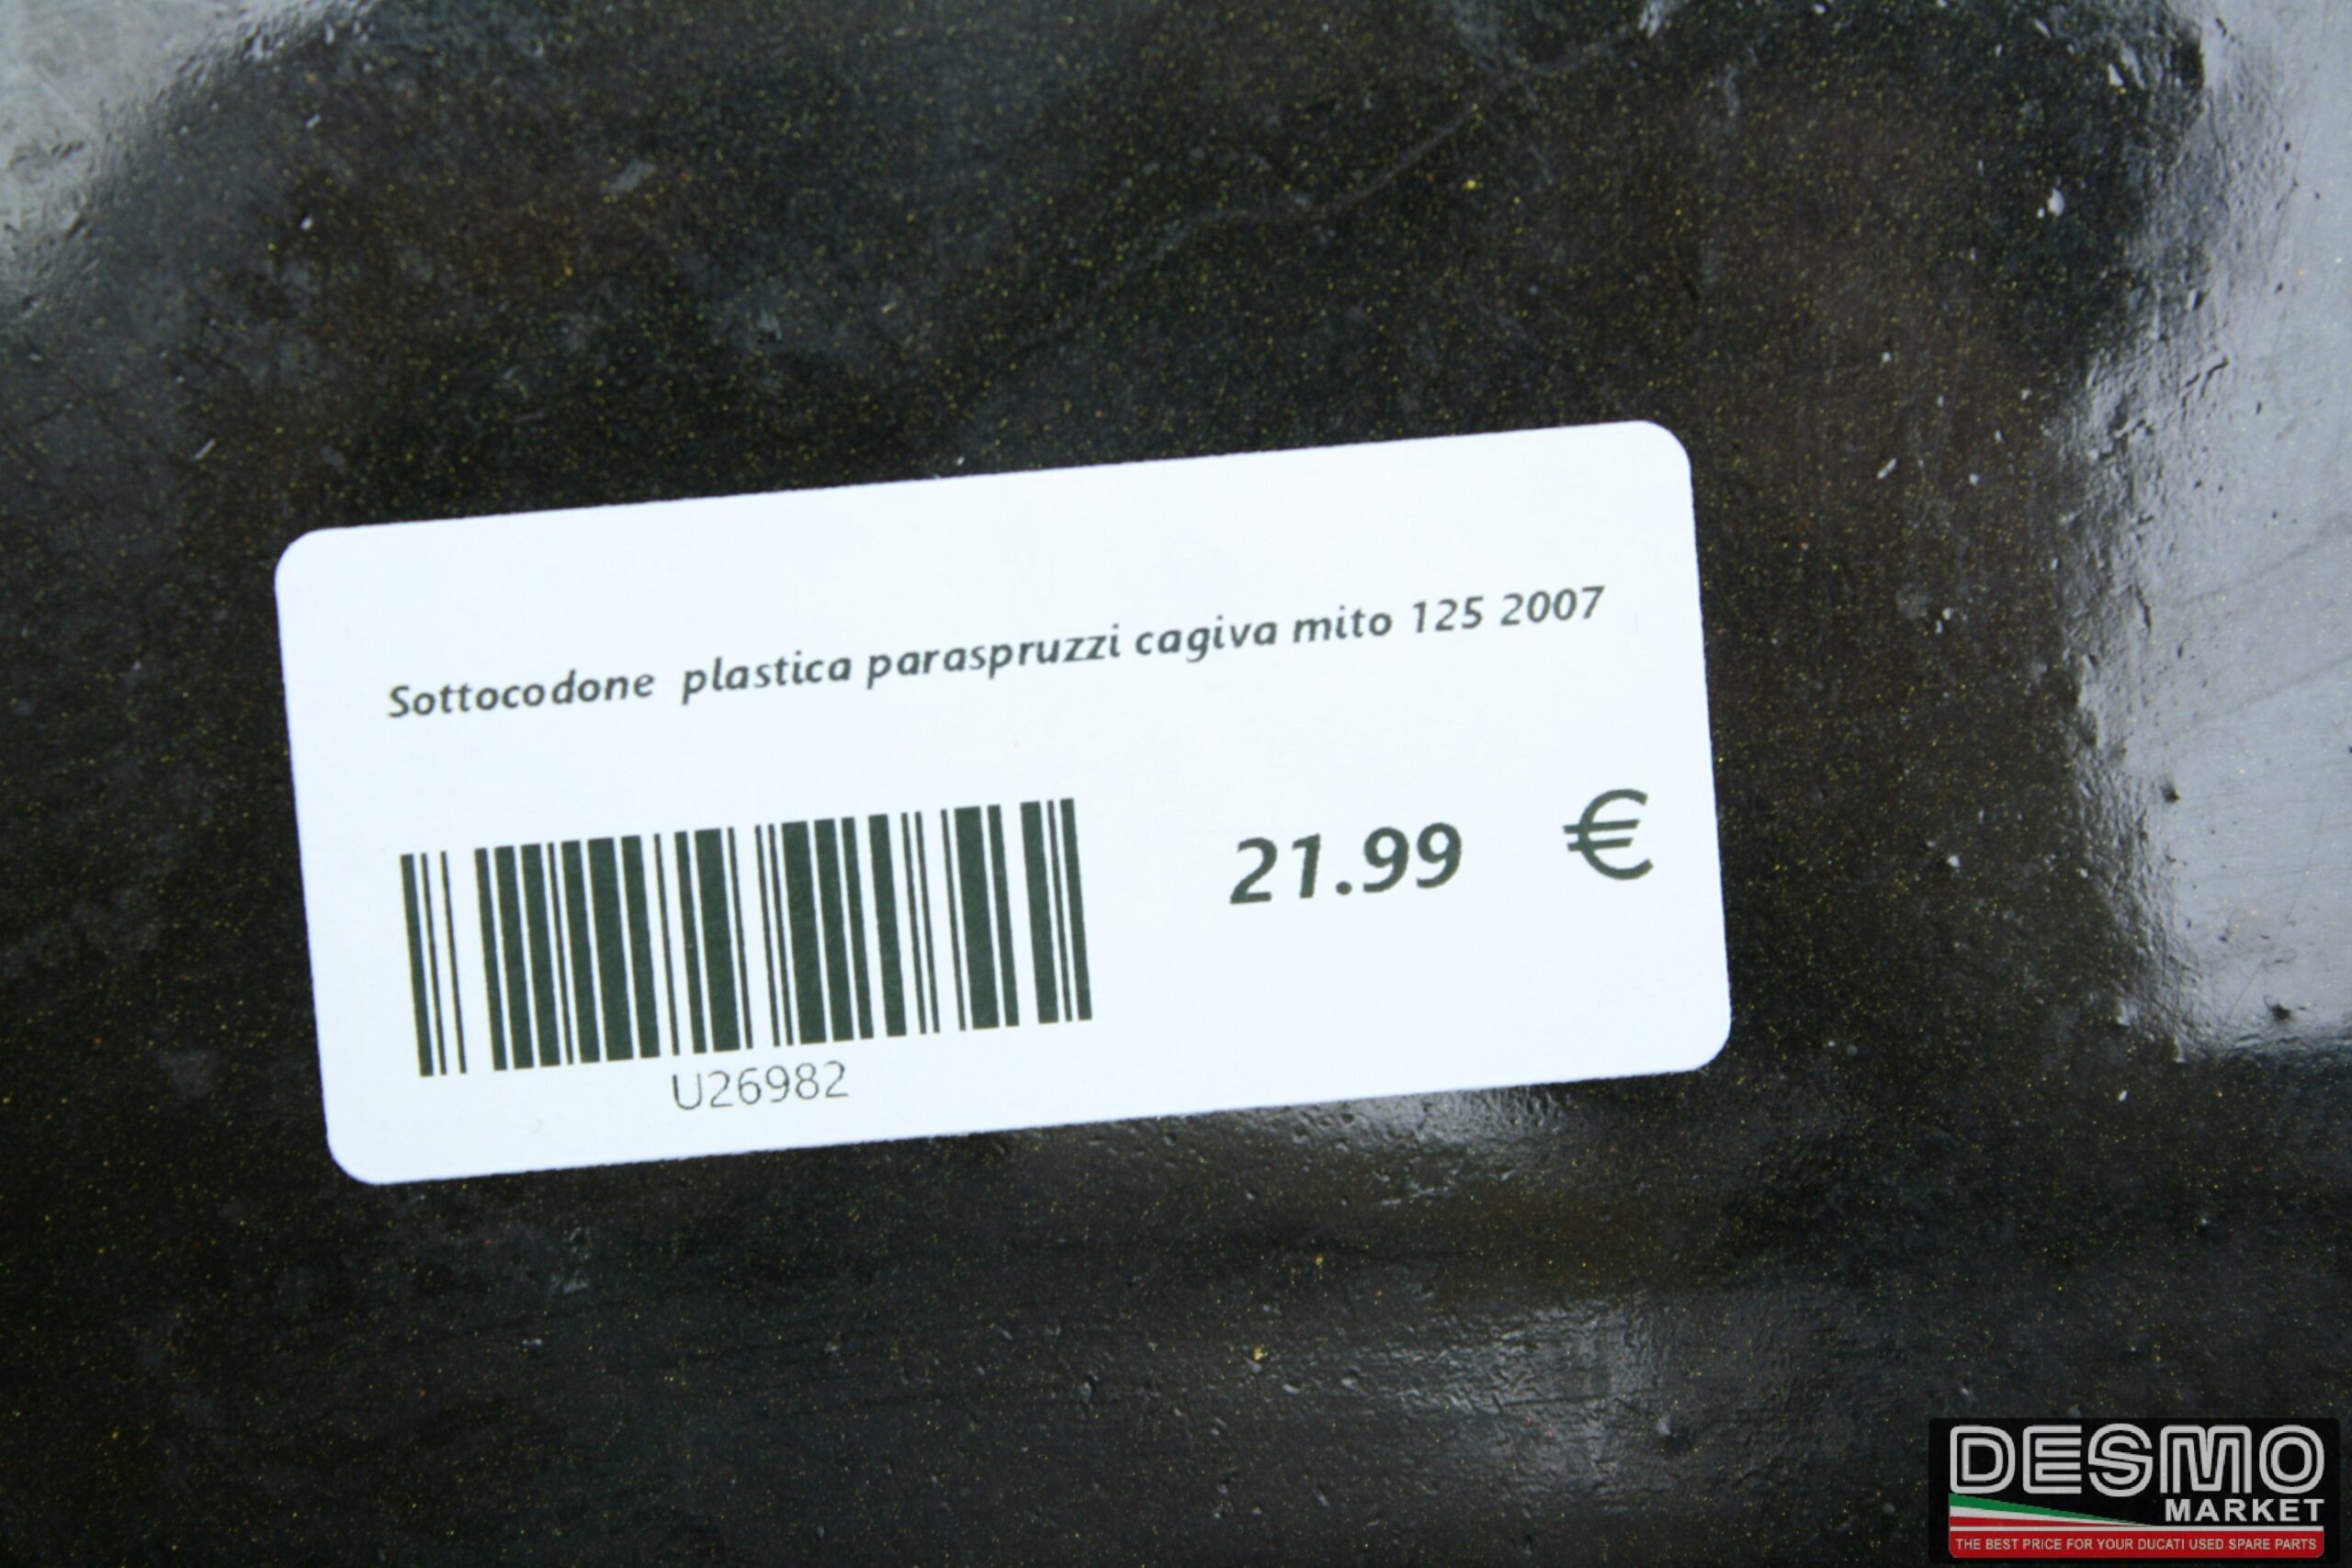 Sottocodone plastica paraspruzzi cagiva mito 125 2007
21.99 €
U26982
DESMO
MARKET
THE BEST PRICE FOR YOUR DUCATI USED SPARE PARTS